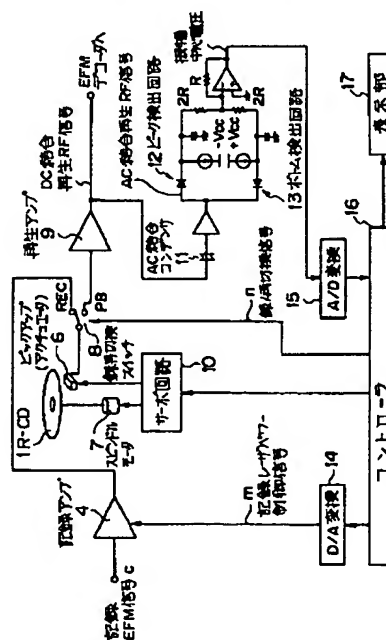 記録
EFM信号 c
記録アンプ
4
1 R-CD
ピックアップ
(アクチュエータ)
6
7
スピンドル
モータ
録再切換
スイッチ
8
REC
PB
再生アンプ
9
DC結合
再生RF信号
EFM
デコーダへ
AC結合
コンデンサ
11
AC結合再生RF信号
12 ピーク検出回路
-Vcc
+Vcc
13 ボトム検出回路
2R
2R
R
振幅
中心電圧
サーボ回路
10
m
記録レーザパワー
制御信号
n
録/再切換信号
D/A変換
14
15
A/D変換
コントローラ
16
表示部
17